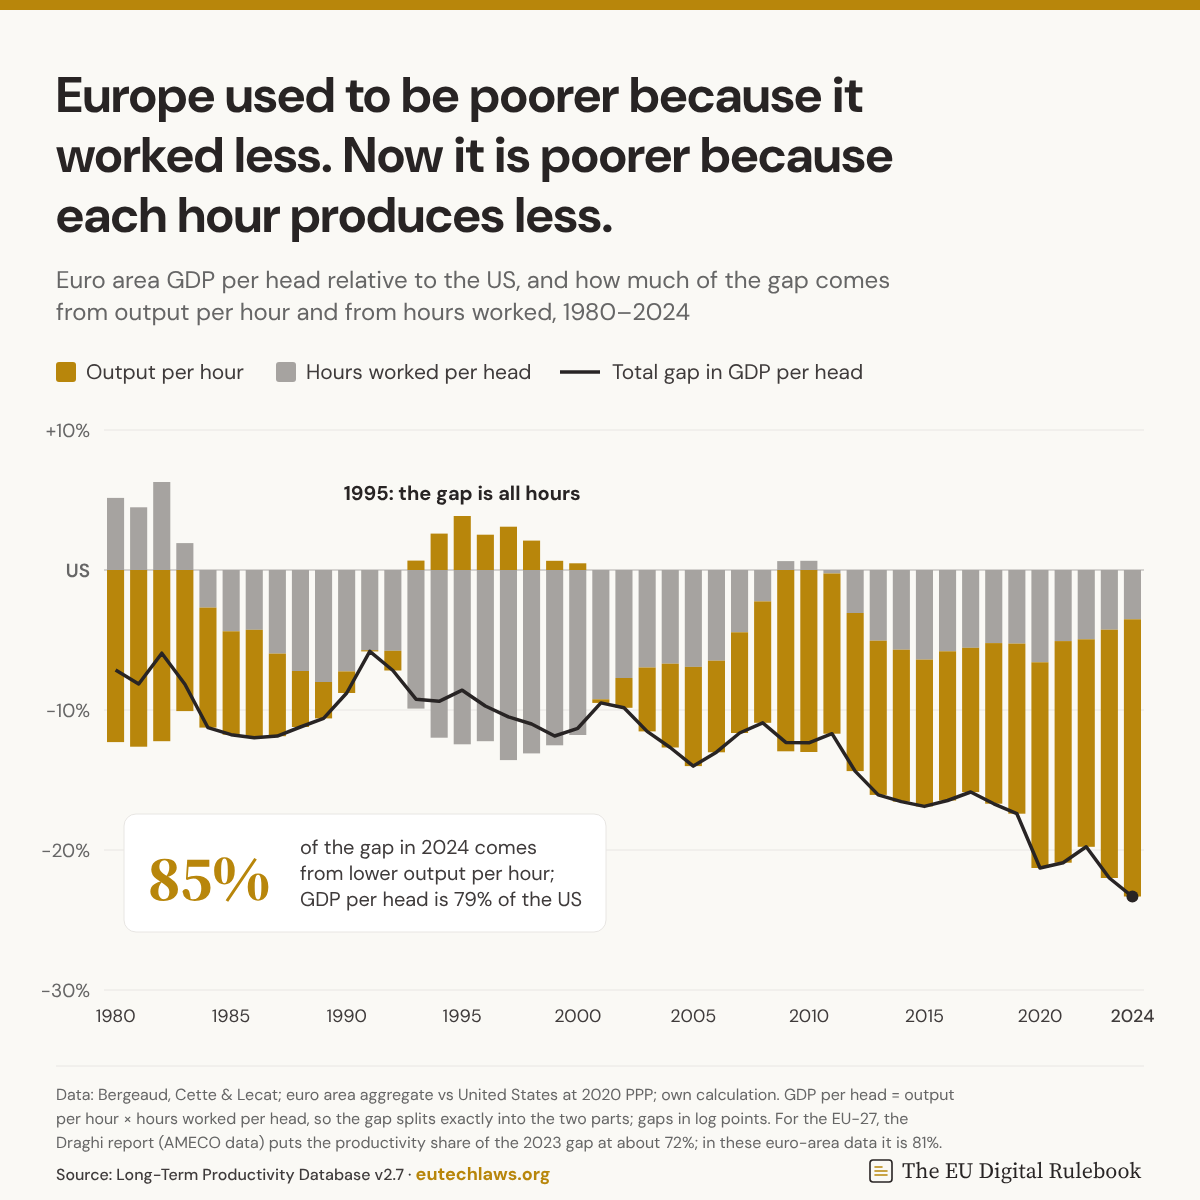 Europe used to be poorer because it
worked less. Now it is poorer because
each hour produces less.
Euro area GDP per head relative to the US, and how much of the gap comes
from output per hour and from hours worked, 1980–2024
Output per hour
Hours worked per head
Total gap in GDP per head
+10%
1995: the gap is all hours
US
-10%
-20%
85%
of the gap in 2024 comes
from lower output per hour;
GDP per head is 79% of the US
-30%
1980 1985 1990 1995 2000 2005 2010 2015 2020 2024
Data: Bergeaud, Cette & Lecat; euro area aggregate vs United States at 2020 PPP; own calculation. GDP per head = output
per hour × hours worked per head, so the gap splits exactly into the two parts; gaps in log points. For the EU-27, the
Draghi report (AMECO data) puts the productivity share of the 2023 gap at about 72%; in these euro-area data it is 81%.
Source: Long-Term Productivity Database v2.7 · eutechlaws.org
The EU Digital Rulebook